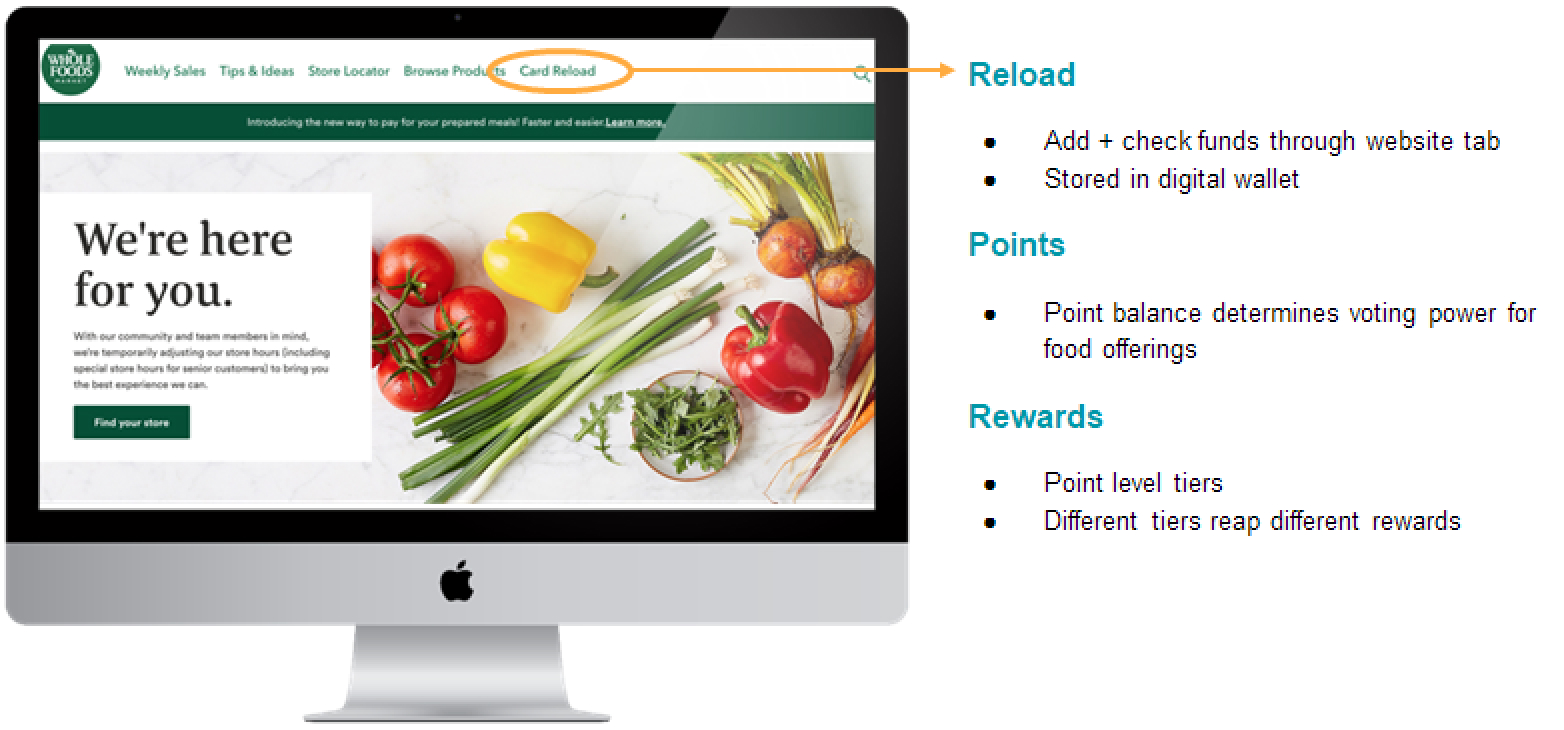 WHOLE
FOODS
MARKET
Weekly Sales Tips & Ideas Store Locator Browse Products Card Reload
Introducing the new way to pay for your prepared meals! Faster and easier. Learn more.
We're here
for you.
With our community and team members in mind,
we're temporarily adjusting our store hours (including
special store hours for senior customers) to bring you
the best experience we can.
Find your store
Reload
• Add + check funds through website tab
• Stored in digital wallet
Points
• Point balance determines voting power for
food offerings
Rewards
• Point level tiers
• Different tiers reap different rewards